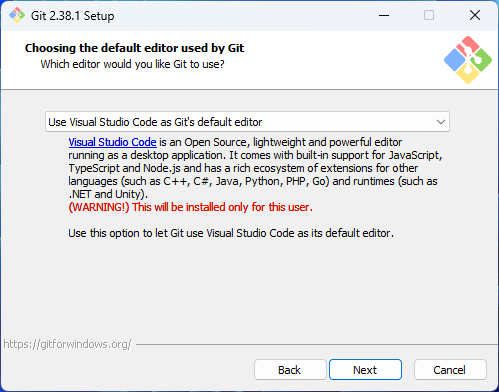 Git 2.38.1 Setup
Choosing the default editor used by Git
Which editor would you like Git to use?
Use Visual Studio Code as Git's default editor
Visual Studio Code is an Open Source, lightweight and powerful editor
running as a desktop application. It comes with built-in support for JavaScript,
TypeScript and Node.js and has a rich ecosystem of extensions for other
languages (such as C++, C#, Java, Python, PHP, Go) and runtimes (such as
.NET and Unity).
(WARNING!) This will be installed only for this user.
Use this option to let Git use Visual Studio Code as its default editor.
https://gitforwindows.org/
Back Next Cancel